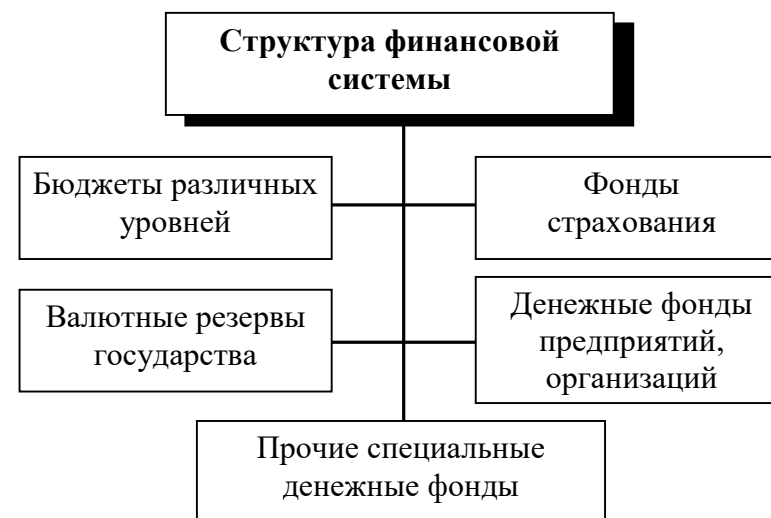 Структура финансовой
системы
Бюджеты различных
уровней
Фонды
страхования
Валютные резервы
государства
Денежные фонды
предприятий,
организаций
Прочие специальные
денежные фонды